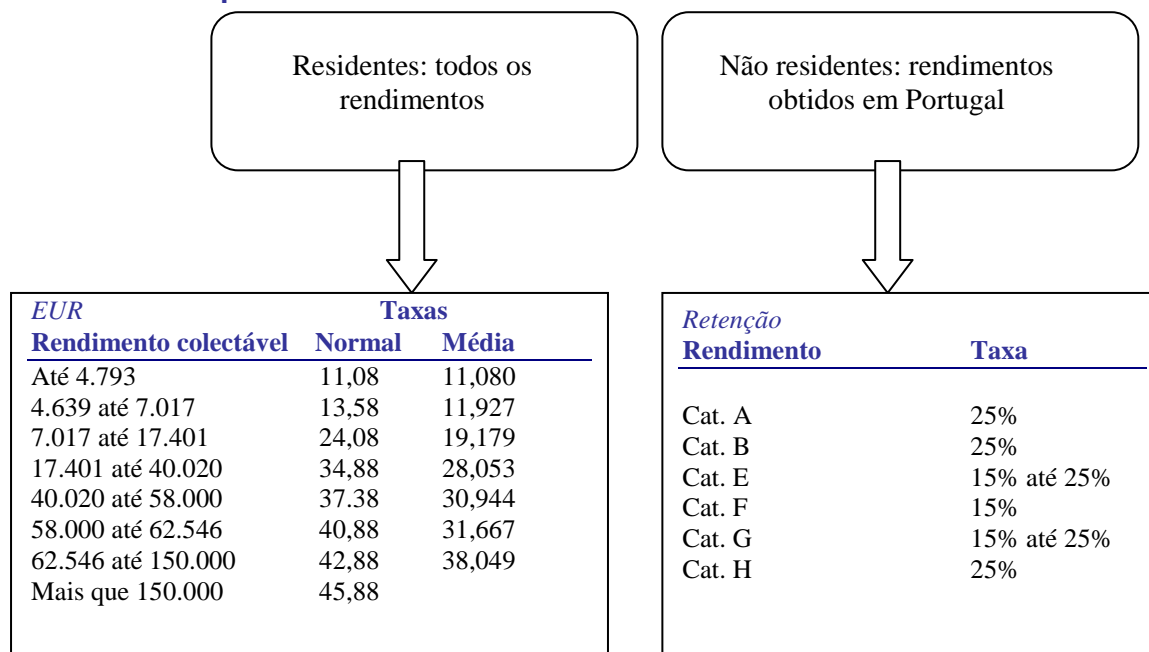 Residentes: todos os
rendimentos
Não residentes: rendimentos
obtidos em Portugal
EUR Taxas
Rendimento colectável Normal Média
Até 4.793 11,08 11,080
4.639 até 7.017 13,58 11,927
7.017 até 17.401 24,08 19,179
17.401 até 40.020 34,88 28,053
40.020 até 58.000 37.38 30,944
58.000 até 62.546 40,88 31,667
62.546 até 150.000 42,88 38,049
Mais que 150.000 45,88
Retenção
Rendimento Taxa
Cat. A 25%
Cat. B 25%
Cat. E 15% até 25%
Cat. F 15%
Cat. G 15% até 25%
Cat. H 25%